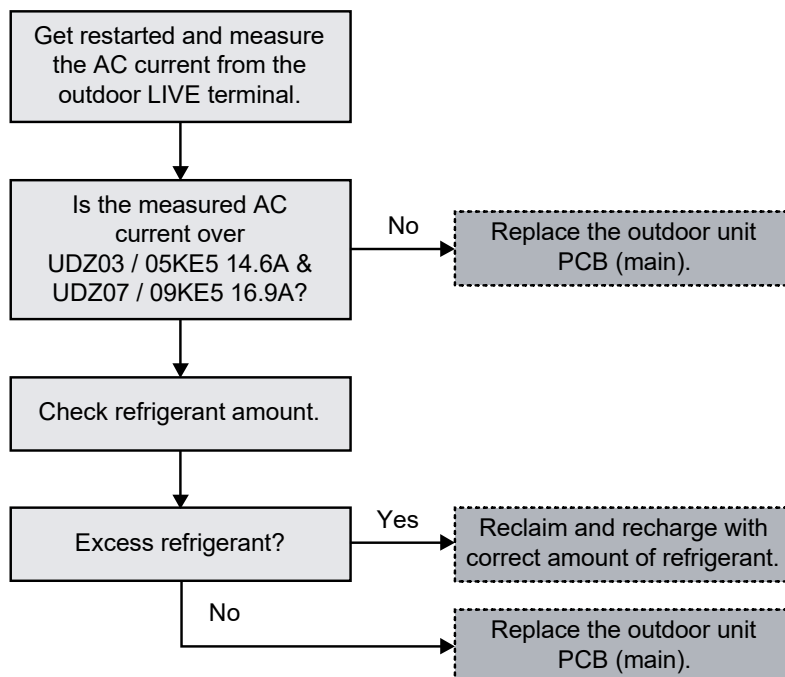 Get restarted and measure
the AC current from the
outdoor LIVE terminal.
Is the measured AC
current over
UDZ03 / 05KE5 14.6A &
UDZ07 / 09KE5 16.9A?
No
Replace the outdoor unit
PCB (main).
Check refrigerant amount.
Excess refrigerant?
Yes
Reclaim and recharge with
correct amount of refrigerant.
No
Replace the outdoor unit
PCB (main).